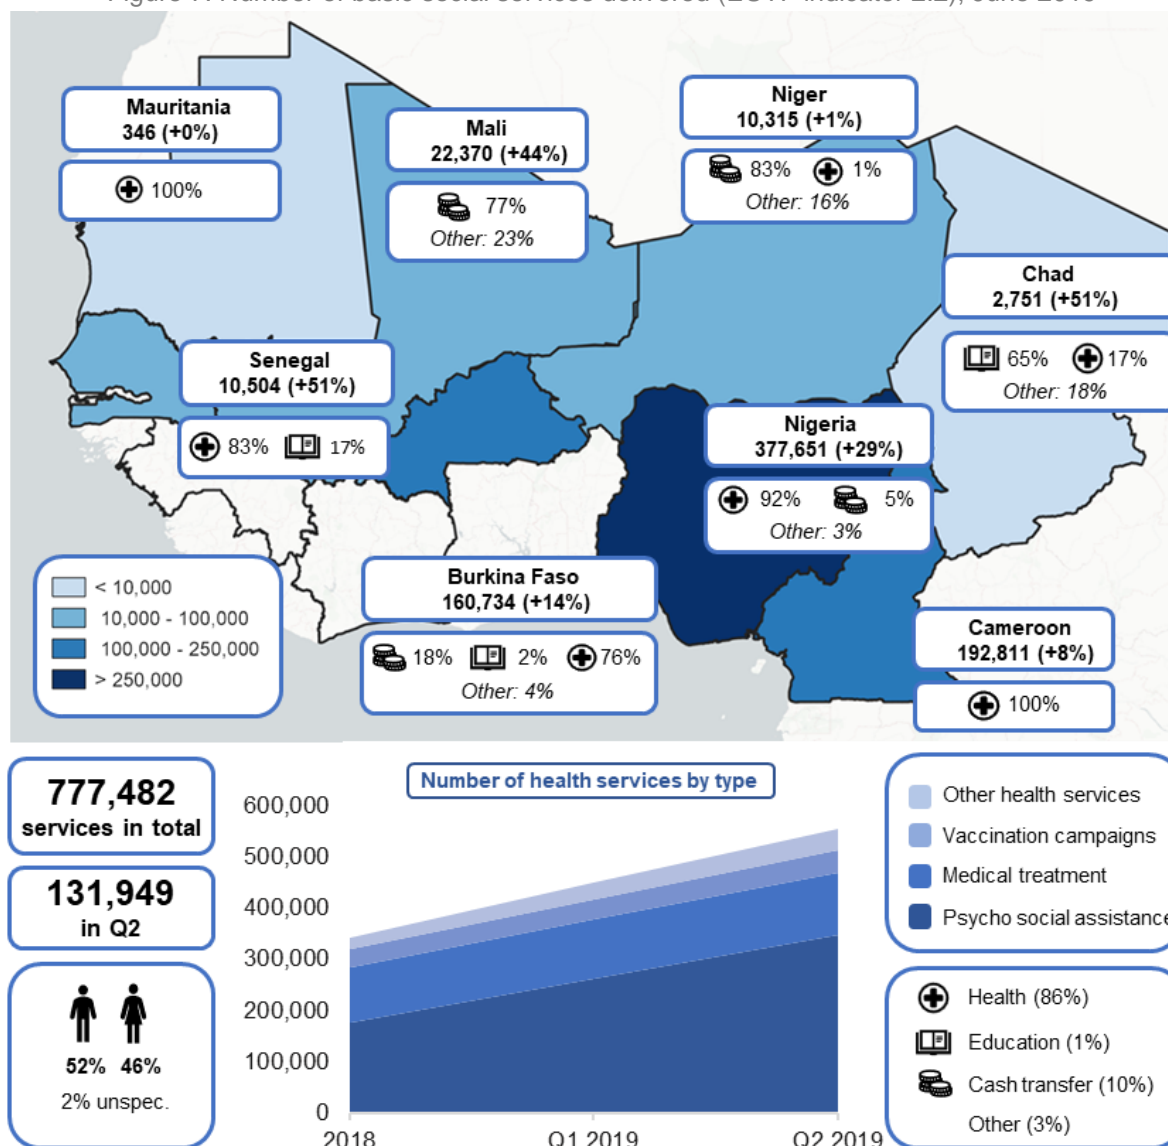 Mauritania
346 (+0%)
100%
Mali
22,370 (+44%)
77%
Other: 23%
Niger
10,315 (+1%)
83% 1%
Other: 16%
Chad
2,751 (+51%)
65% 17%
Other: 18%
Senegal
10,504 (+51%)
83% 17%
Nigeria
377,651 (+29%)
92% 5%
Other: 3%
Burkina Faso
160,734 (+14%)
18% 2% 76%
Other: 4%
Cameroon
192,811 (+8%)
100%
< 10,000
10,000 - 100,000
100,000 - 250,000
> 250,000
777,482
services in total
131,949
in Q2
52% 46%
2% unspec.
Number of health services by type
600,000
500,000
400,000
300,000
200,000
100,000
0
2018 Q1 2019 Q2 2019
Other health services
Vaccination campaigns
Medical treatment
Psycho social assistance
Health (86%)
Education (1%)
Cash transfer (10%)
Other (3%)